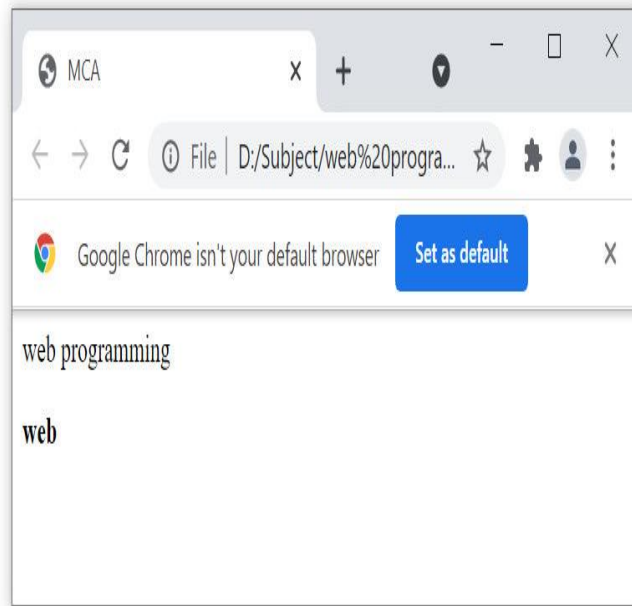 MCA
File | D:/Subject/web%20progra...
Google Chrome isn't your default browser Set as default
web programming
web